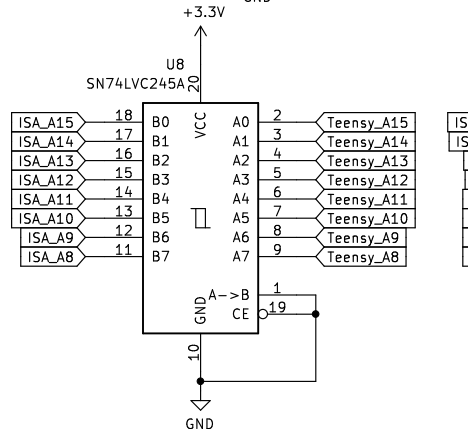 GND
+3.3V
U8
SN74LVC245A
20
VCC
ISA_A15 18 B0 A0 2 Teensy_A15
ISA_A14 17 B1 A1 3 Teensy_A14
ISA_A13 16 B2 A2 4 Teensy_A13
ISA_A12 15 B3 A3 5 Teensy_A12
ISA_A11 14 B4 A4 6 Teensy_A11
ISA_A10 13 B5 A5 7 Teensy_A10
ISA_A9 12 B6 A6 8 Teensy_A9
ISA_A8 11 B7 A7 9 Teensy_A8
A->B 1
CE 19
GND
10
GND